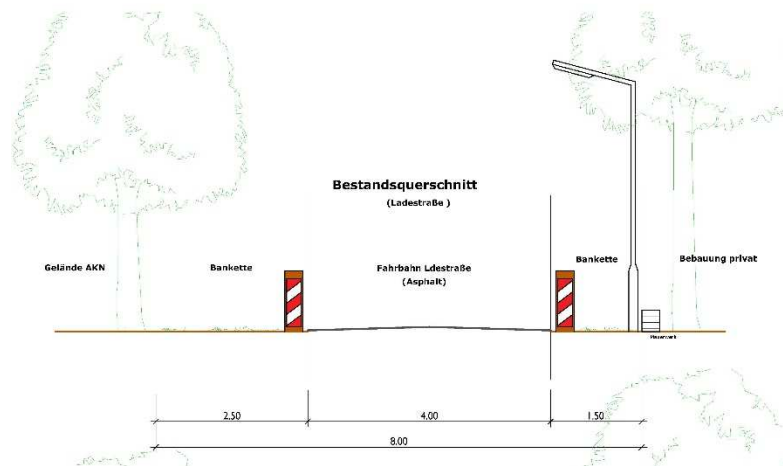 Bestandsquerschnitt
(Ladestraße )
Gelände AKN
Bankette
Fahrbahn Ldestraße
(Asphalt)
Bankette
Bebauung privat
Mauerwerk
2.50
4.00
1.50
8.00